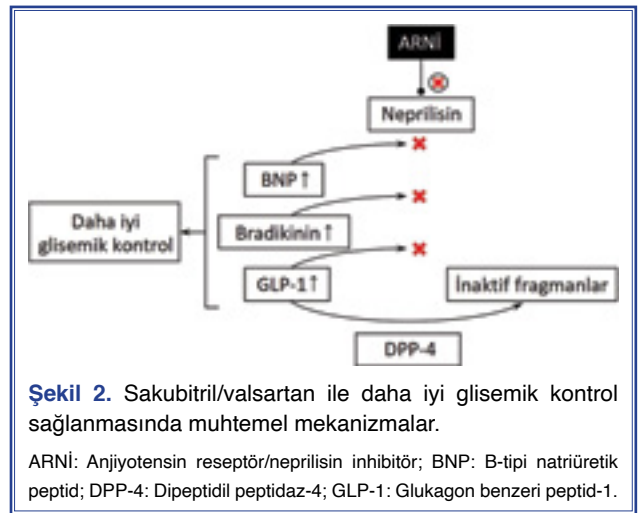 ARNİ
Neprilisin
BNP ↑
Daha iyi
glisemik kontrol
Bradikinin ↑
GLP-1↑
İnaktif fragmanlar
DPP-4
Şekil 2. Sakubitril/valsartan ile daha iyi glisemik kontrol
sağlanmasında muhtemel mekanizmalar.
ARNİ: Anjiyotensin reseptör/neprilisin inhibitör; BNP: B-tipi natriüretik
peptid; DPP-4: Dipeptidil peptidaz-4; GLP-1: Glukagon benzeri peptid-1.